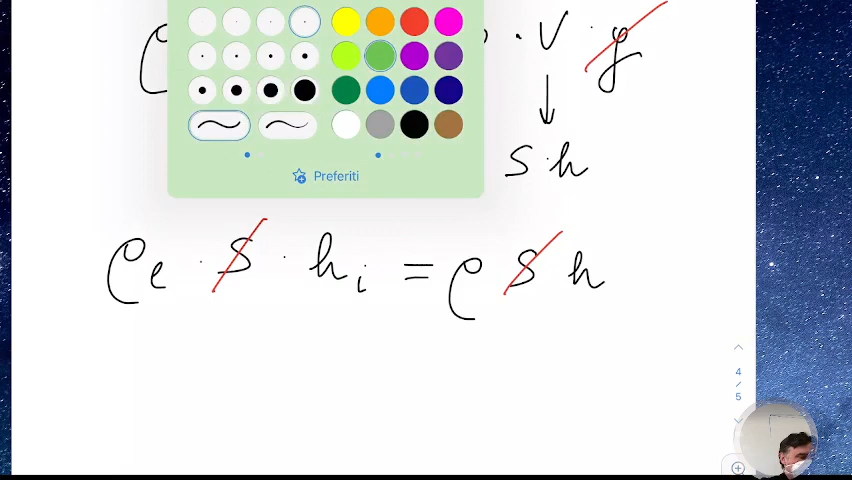 ρ · V · g
S · h
Preferiti
ρe · S · hi = ρ S h
4
/
5